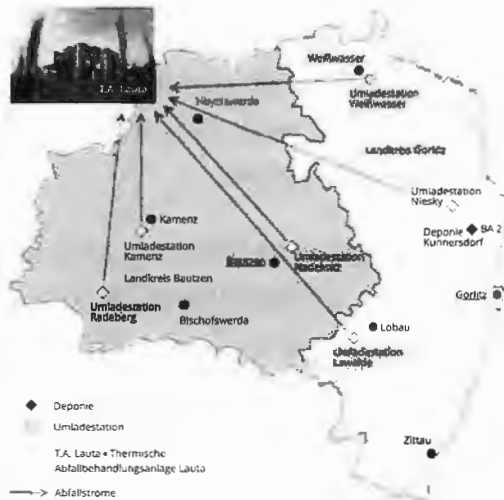 T.A. Lauta
Weißwasser
Umladestation
Weißwasser
Hoyerswerda
Landkreis Görlitz
Umladestation
Niesky
Deponie
Kunnersdorf
BA 2
Kamenz
Umladestation
Kamenz
Landkreis Bautzen
Bautzen
Umladestation
Radeberg
Bischofswerda
Umladestation
Görlitz
Löbau
Umladestation
Lawalde
Zittau
Deponie
Umladestation
T.A. Lauta • Thermische
Abfallbehandlungsanlage Lauta
Abfallströme